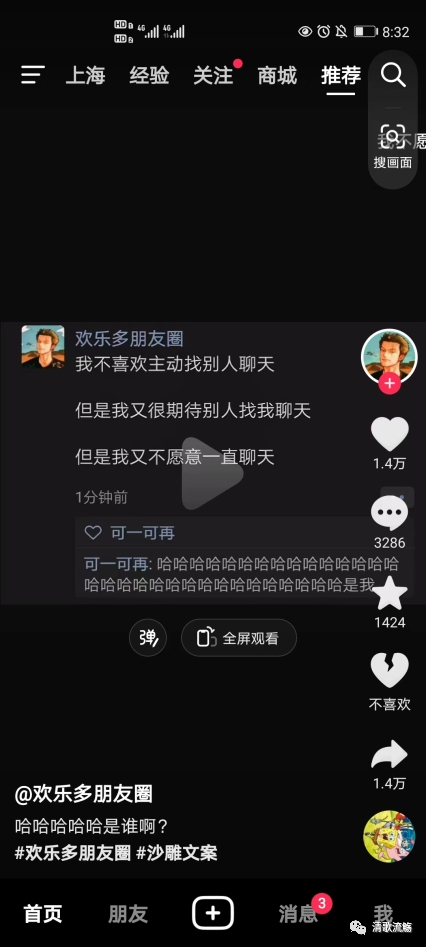 HD 2 4G 4G 8:32
HD 2
上海 经验 关注 商城 推荐
搜画面
欢乐多朋友圈
我不喜欢主动找别人聊天
但是我又很期待别人找我聊天
但是我又不愿意一直聊天
1分钟前
可一可再
可一可再: 哈哈哈哈哈哈哈哈哈哈哈哈哈哈哈
哈哈哈哈哈哈哈哈哈哈哈哈哈哈哈哈是我
1.4万
3286
1424
不喜欢
1.4万
弹
全屏观看
@欢乐多朋友圈
哈哈哈哈哈是谁啊?
#欢乐多朋友圈 #沙雕文案
首页 朋友 消息 3 我
清歌流觞